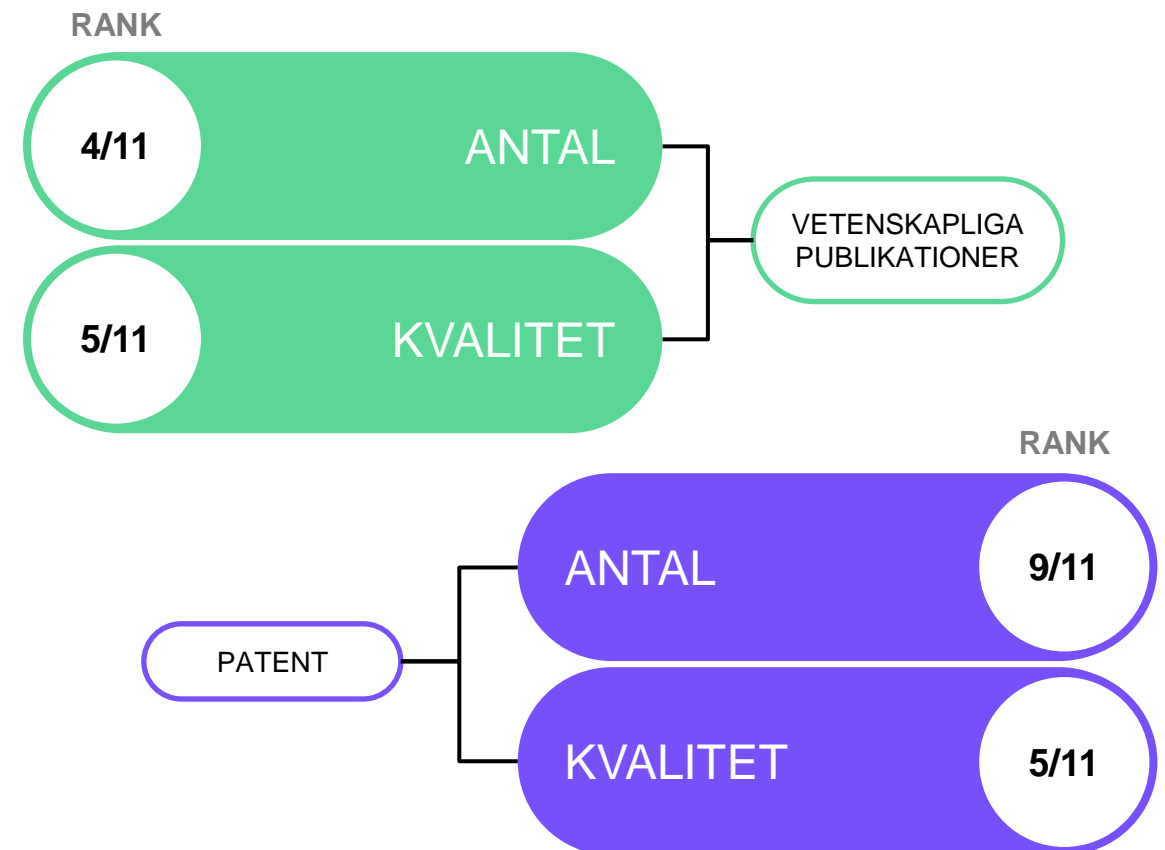 RANK
4/11
ANTAL
5/11
KVALITET
VETENSKAPLIGA
PUBLIKATIONER
RANK
PATENT
ANTAL
9/11
KVALITET
5/11